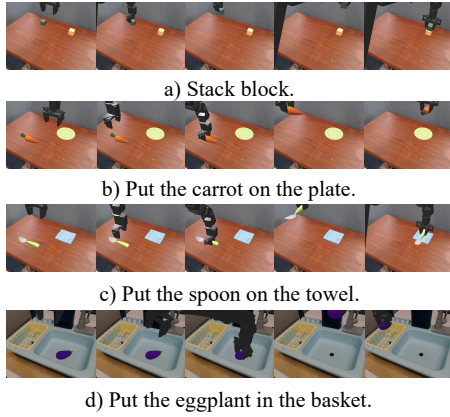 a) Stack block.
b) Put the carrot on the plate.
c) Put the spoon on the towel.
d) Put the eggplant in the basket.